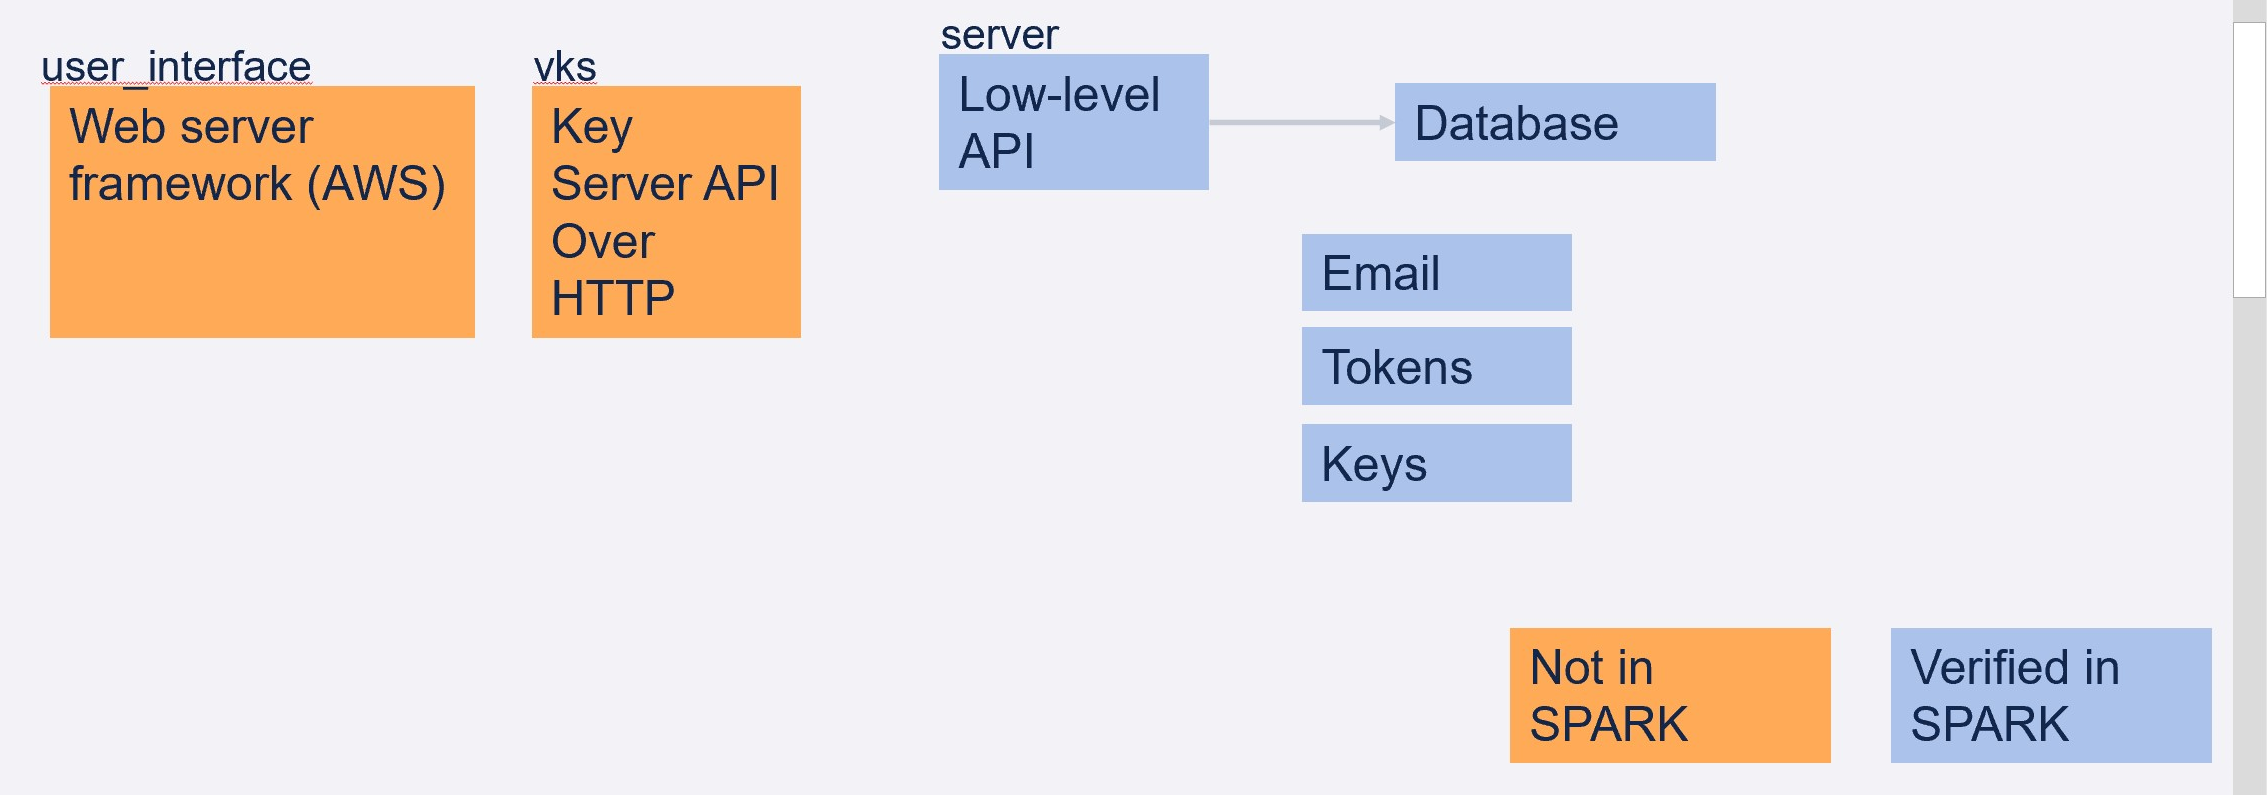 user_interface
Web server
framework (AWS)
vks
Key
Server API
Over
HTTP
server
Low-level
API
Database
Email
Tokens
Keys
Not in
SPARK
Verified in
SPARK